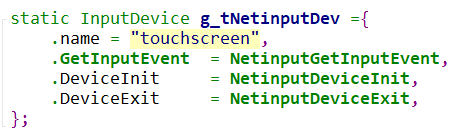 static InputDevice g_tNetinputDev ={
.name = "touchscreen",
.GetInputEvent = NetinputGetInputEvent,
.DeviceInit = NetinputDeviceInit,
.DeviceExit = NetinputDeviceExit,
};